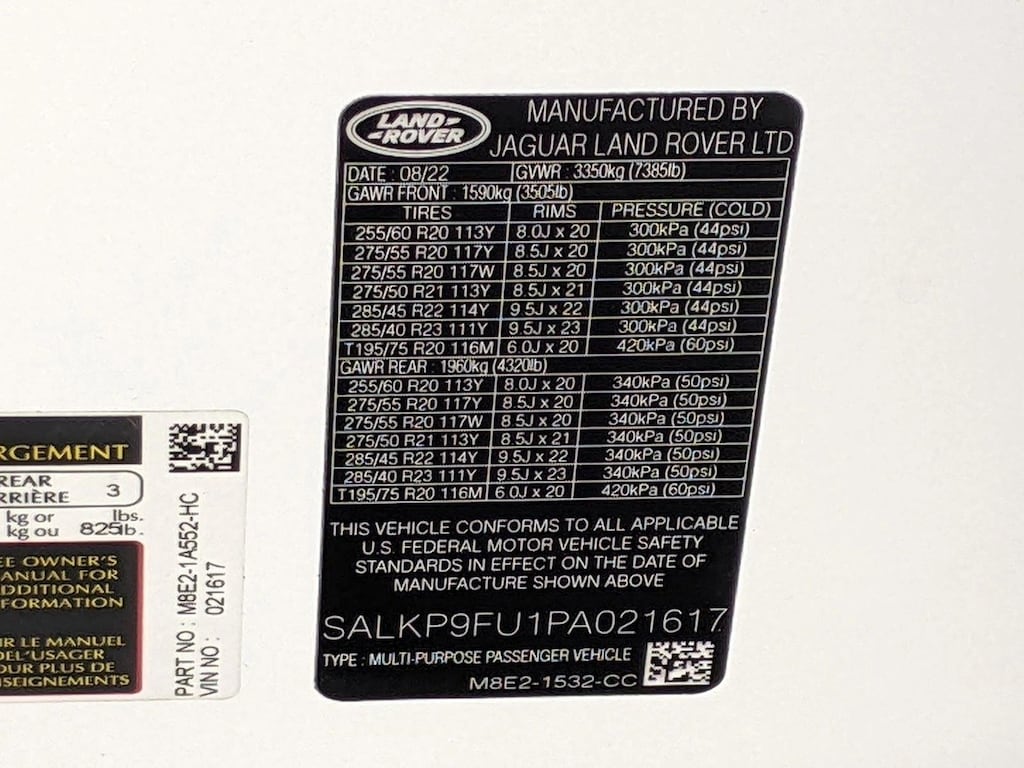 LAND-
-ROVER
MANUFACTURED BY
JAGUAR LAND ROVER LTD
DATE : 08/22 GVWR : 3350kg (7385lb)
GAWR FRONT : 1590kg (3505lb)
TIRES RIMS PRESSURE (COLD)
255/60 R20 113Y 8.0J x 20 300kPa (44psi)
275/55 R20 117Y 8.5J x 20 300kPa (44psi)
275/55 R20 117W 8.5J x 20 300kPa (44psi)
275/50 R21 113Y 8.5J x 21 300kPa (44psi)
285/45 R22 114Y 9.5J x 22 300kPa (44psi)
285/40 R23 111Y 9.5J x 23 300kPa (44psi)
T195/75 R20 116M 6.0J x 20 420kPa (60psi)
GAWR REAR : 1960kg (4320lb)
255/60 R20 113Y 8.0J x 20 340kPa (50psi)
275/55 R20 117Y 8.5J x 20 340kPa (50psi)
275/55 R20 117W 8.5J x 20 340kPa (50psi)
275/50 R21 113Y 8.5J x 21 340kPa (50psi)
285/45 R22 114Y 9.5J x 22 340kPa (50psi)
285/40 R23 111Y 9.5J x 23 340kPa (50psi)
T195/75 R20 116M 6.0J x 20 420kPa (60psi)
THIS VEHICLE CONFORMS TO ALL APPLICABLE
U.S. FEDERAL MOTOR VEHICLE SAFETY
STANDARDS IN EFFECT ON THE DATE OF
MANUFACTURE SHOWN ABOVE
SALKP9FU1PA021617
TYPE : MULTI-PURPOSE PASSENGER VEHICLE
M8E2-1532-CC
RGEMENT
REAR
RRIÈRE 3
kg or lbs.
kg ou 825lb.
EE OWNER'S
ANUAL FOR
DDITIONAL
FORMATION
IR LE MANUEL
DEL'USAGER
OUR PLUS DE
NSEIGNEMENTS
PART NO : M8E2-1A552-HC
VIN NO : 021617